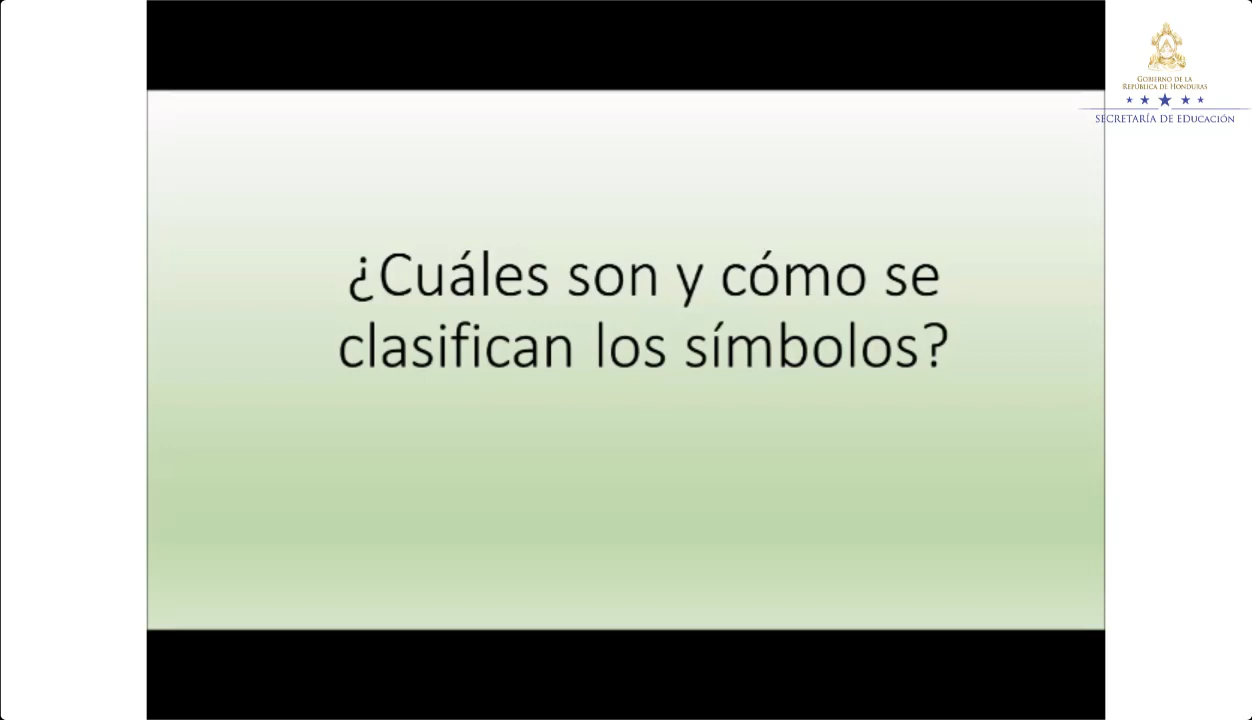 ¿Cuáles son y cómo se
clasifican los símbolos?
GOBIERNO DE LA
REPÚBLICA DE HONDURAS
SECRETARÍA DE EDUCACIÓN